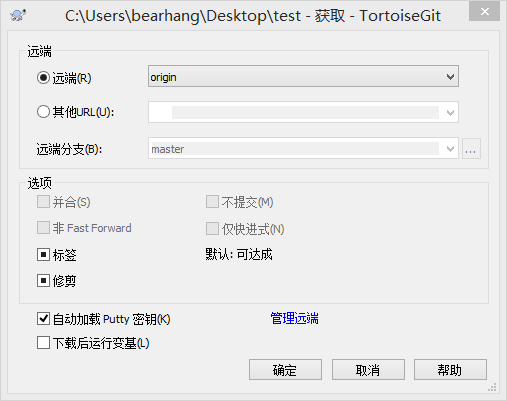 C:\Users\bearhang\Desktop\test - 获取 - TortoiseGit
远端
远端(R)
origin
其他URL(U):
远端分支(B):
master
...
选项
并合(S)
不提交(M)
非 Fast Forward
仅快进式(N)
标签
默认: 可达成
修剪
自动加载 Putty 密钥(K)
管理远端
下载后运行变基(L)
确定
取消
帮助